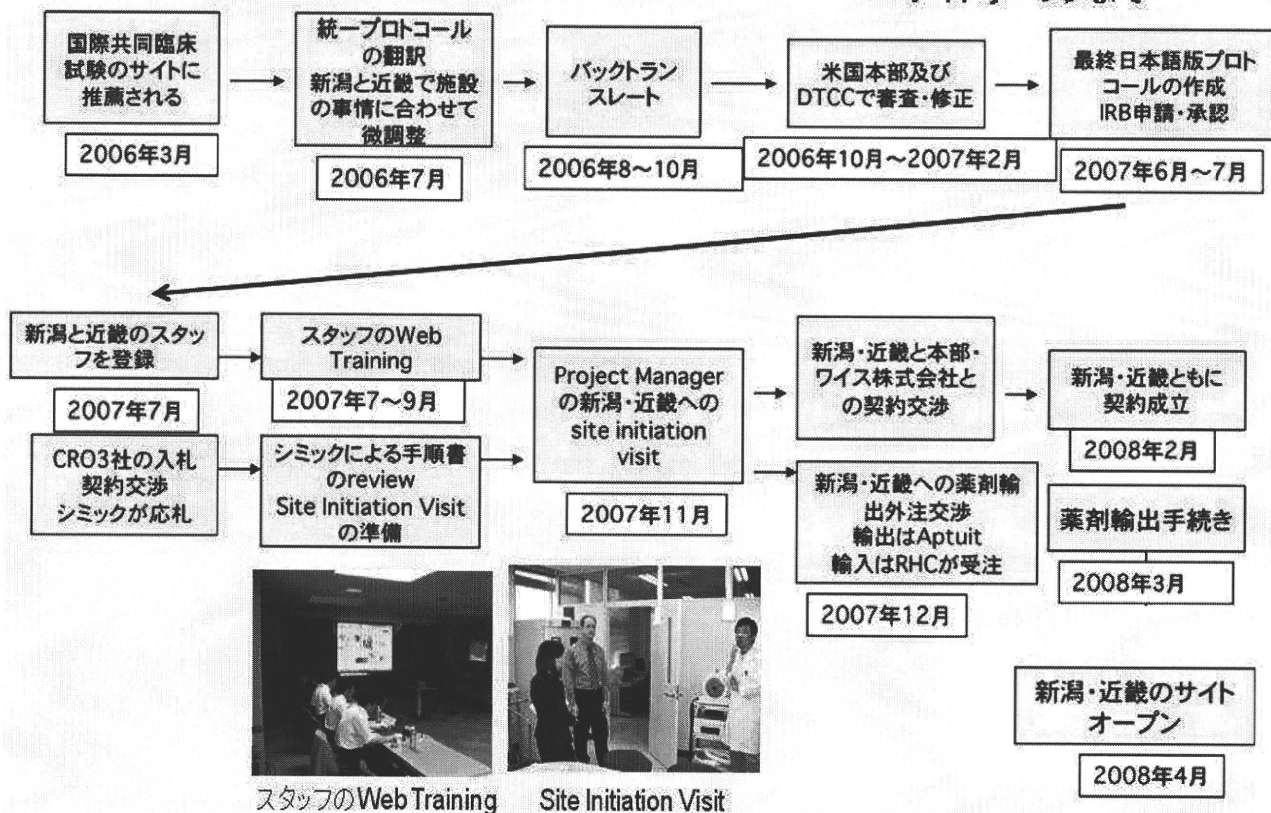 国際共同臨床
試験のサイトに
推薦される
2006年3月
統一プロトコール
の翻訳
新潟と近畿で施設
の事情に合わせて
微調整
2006年7月
バックトラン
スレート
2006年8〜10月
米国本部及び
DTCCで審査・修正
2006年10月〜2007年2月
最終日本語版プロト
コールの作成
IRB申請・承認
2007年6月〜7月
新潟と近畿のスタッ
フを登録
2007年7月
CRO3社の入札
契約交渉
シミックが応札
スタッフのWeb
Training
2007年7〜9月
シミックによる手順書
のreview
Site Initiation Visit
の準備
Project Manager
の新潟・近畿への
site initiation
visit
2007年11月
新潟・近畿と本部・
ワイス株式会社と
の契約交渉
新潟・近畿への薬剤輸
出外注交渉
輸出はAptuit
輸入はRHCが受注
2007年12月
新潟・近畿ともに
契約成立
2008年2月
薬剤輸出手続き
2008年3月
新潟・近畿のサイト
オープン
2008年4月
スタッフのWeb Training
Site Initiation Visit